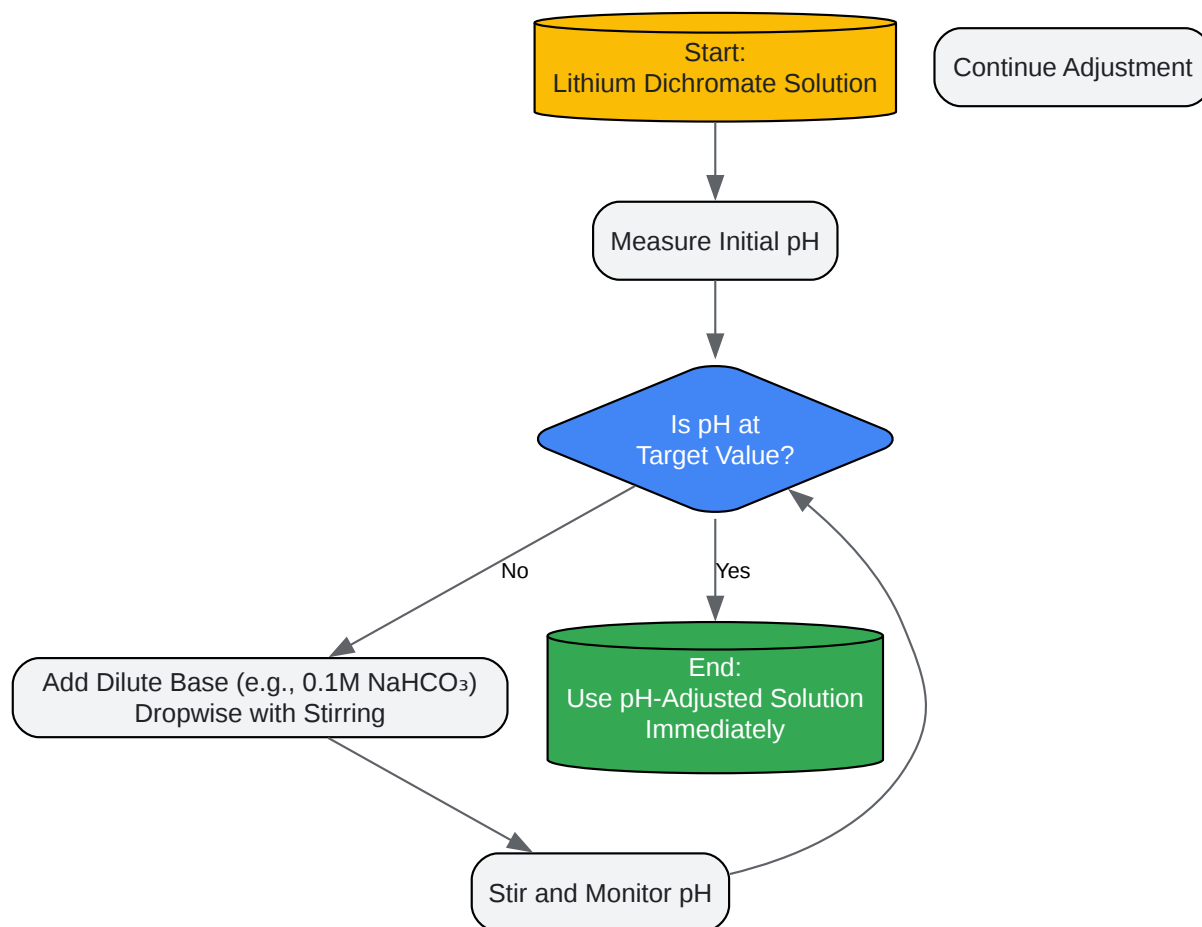 Start:
Lithium Dichromate Solution
Continue Adjustment
Measure Initial pH
Is pH at
Target Value?
No
Yes
Add Dilute Base (e.g., 0.1M NaHCO₃)
Dropwise with Stirring
End:
Use pH-Adjusted Solution
Immediately
Stir and Monitor pH